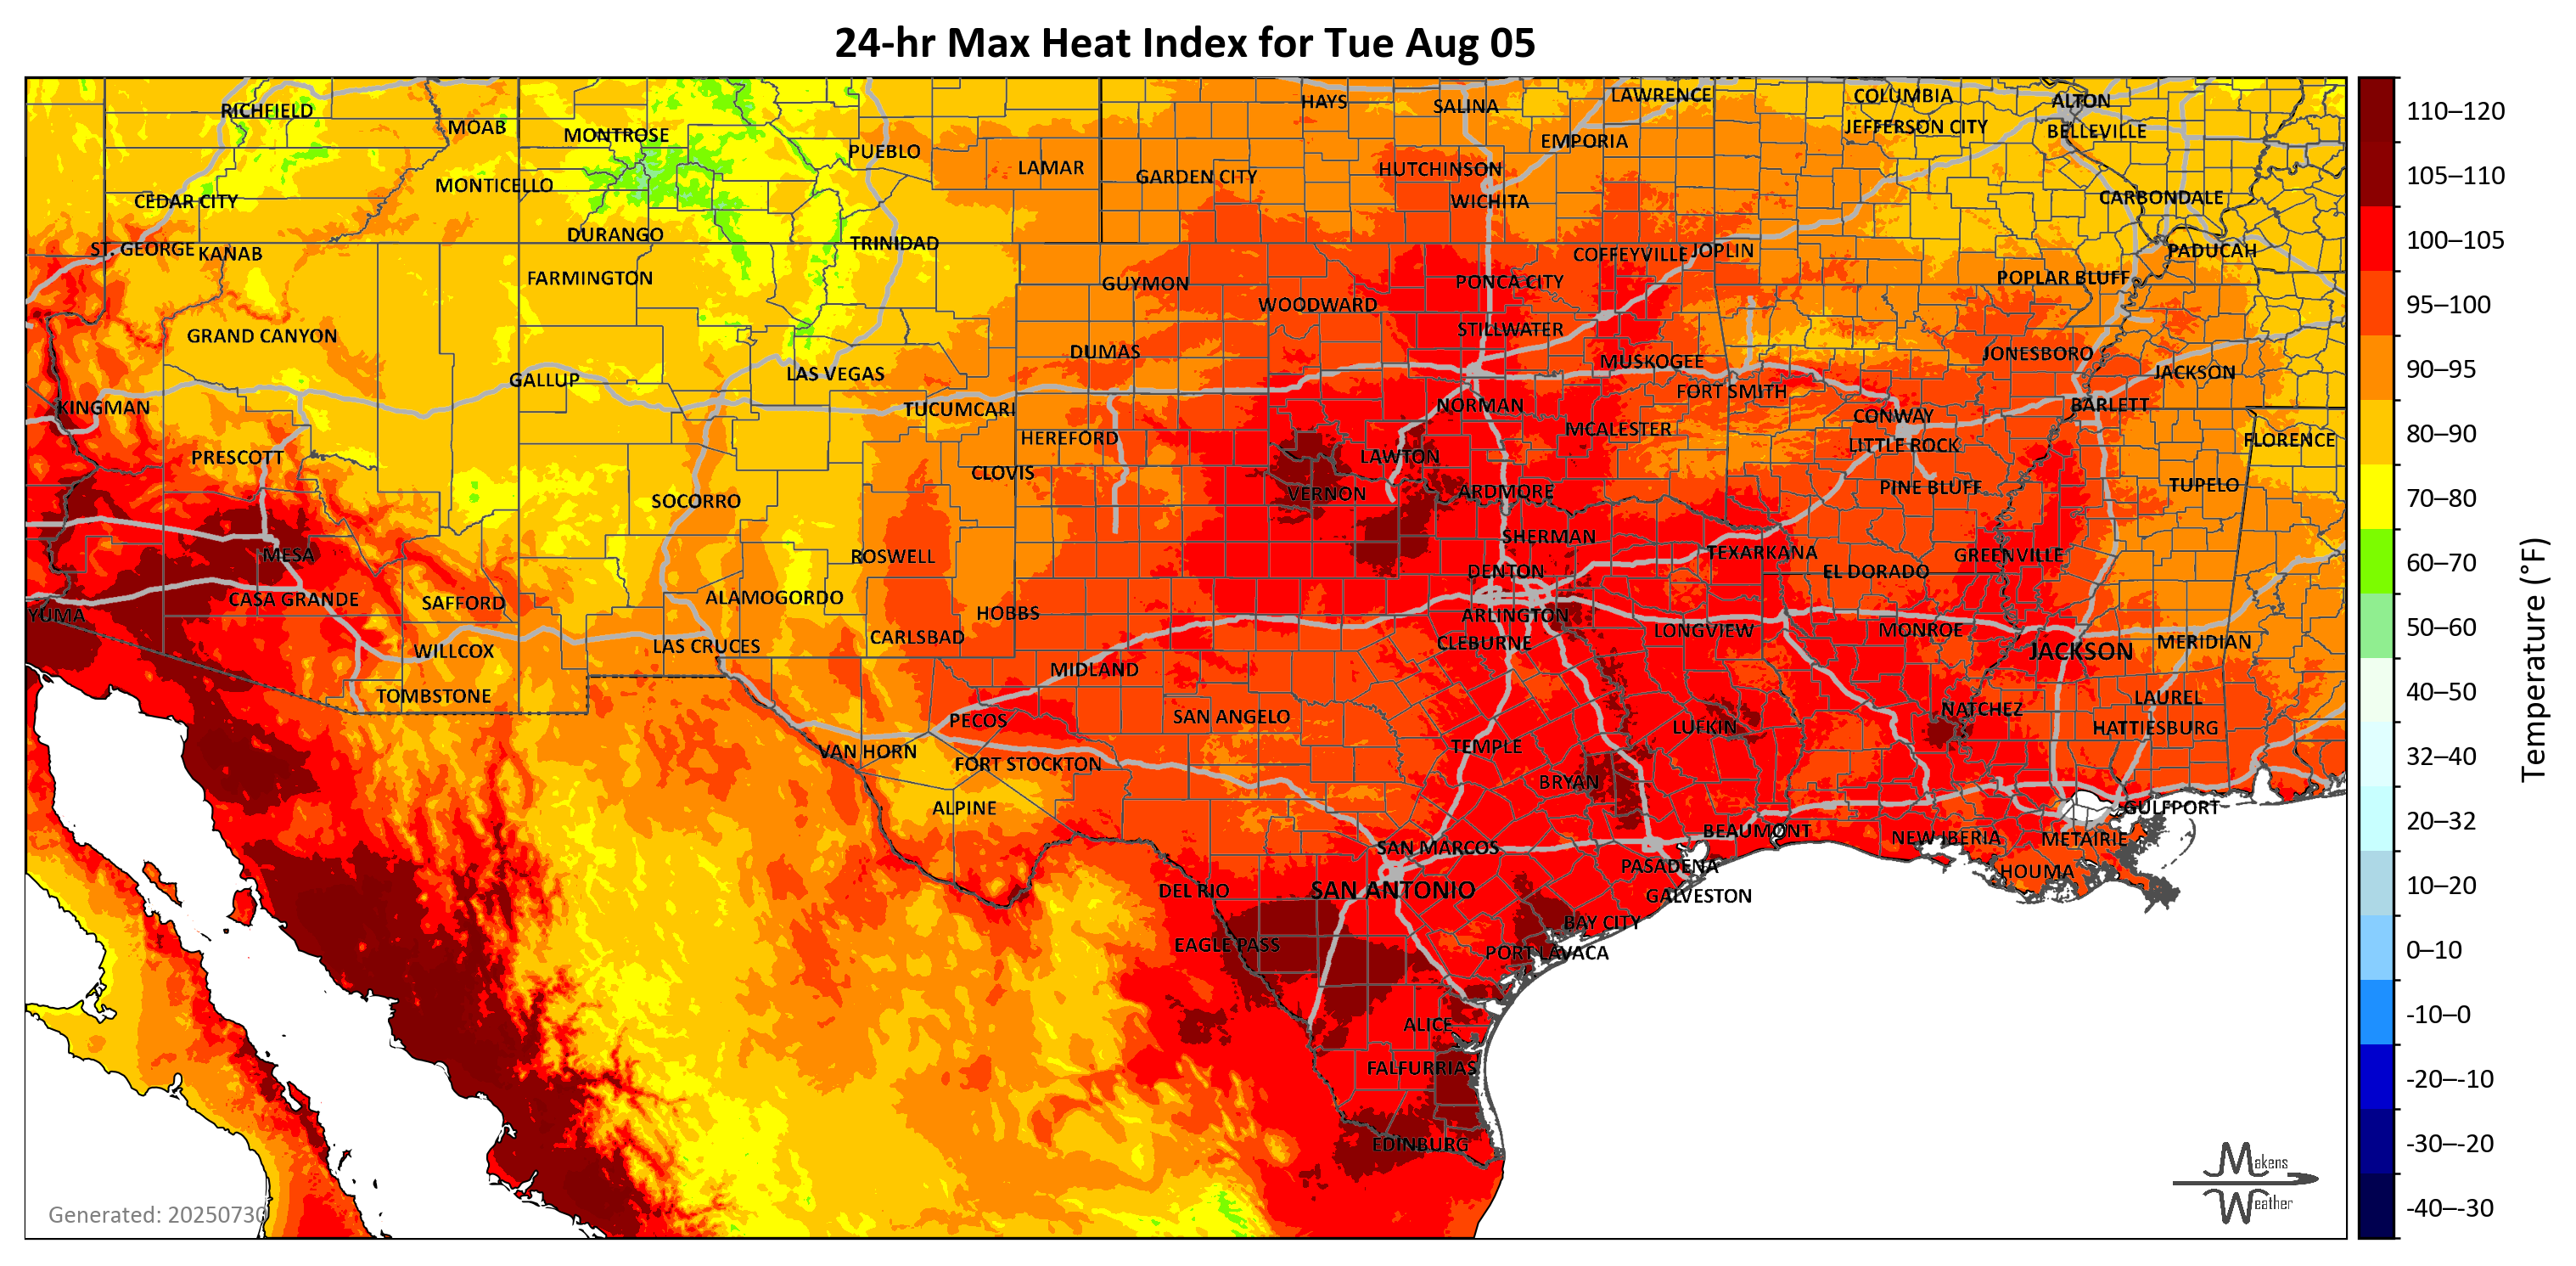 24-hr Max Heat Index for Tue Aug 05
RICHFIELD
MOAB
MONTROSE
PUEBLO
LAMAR
GARDEN CITY
HAYS
SALINA
LAWRENCE
EMPORIA
HUTCHINSON
WICHITA
COLUMBIA
JEFFERSON CITY
ALTON
BELLEVILLE
CARBONDALE
PADUCAH
CEDAR CITY
MONTICELLO
DURANGO
TRINIDAD
ST. GEORGE
KANAB
FARMINGTON
GUYMON
WOODWARD
PONCA CITY
COFFEYVILLE
JOPLIN
POPLAR BLUFF
GRAND CANYON
DUMAS
STILLWATER
MUSKOGEE
JONESBORO
JACKSON
GALLUP
LAS VEGAS
TUCUMCARI
KINGMAN
NORMAN
FORT SMITH
CONWAY
BARLETT
HEREFORD
MCALESTER
LITTLE ROCK
FLORENCE
PRESCOTT
CLOVIS
LAWTON
VERNON
ARDMORE
PINE BLUFF
TUPELO
SOCORRO
SHERMAN
MESA
ROSWELL
TEXARKANA
GREENVILLE
DENTON
EL DORADO
CASA GRANDE
SAFFORD
ALAMOGORDO
HOBBS
YUMA
ARLINGTON
CARLSBAD
CLEBURNE
LONGVIEW
MONROE
JACKSON
MERIDIAN
WILLCOX
LAS CRUCES
MIDLAND
TOMBSTONE
PECOS
SAN ANGELO
LUFKIN
NATCHEZ
LAUREL
HATTIESBURG
VAN HORN
FORT STOCKTON
TEMPLE
BRYAN
ALPINE
GULFPORT
BEAUMONT
NEW IBERIA
METAIRIE
SAN MARCOS
PASADENA
HOUMA
DEL RIO
SAN ANTONIO
GALVESTON
BAY CITY
EAGLE PASS
PORT LAVACA
ALICE
FALFURRIAS
EDINBURG
Generated: 20250730
Makens
Weather
110–120
105–110
100–105
95–100
90–95
80–90
70–80
60–70
50–60
40–50
32–40
20–32
10–20
0–10
-10–0
-20–-10
-30–-20
-40–-30
Temperature (°F)